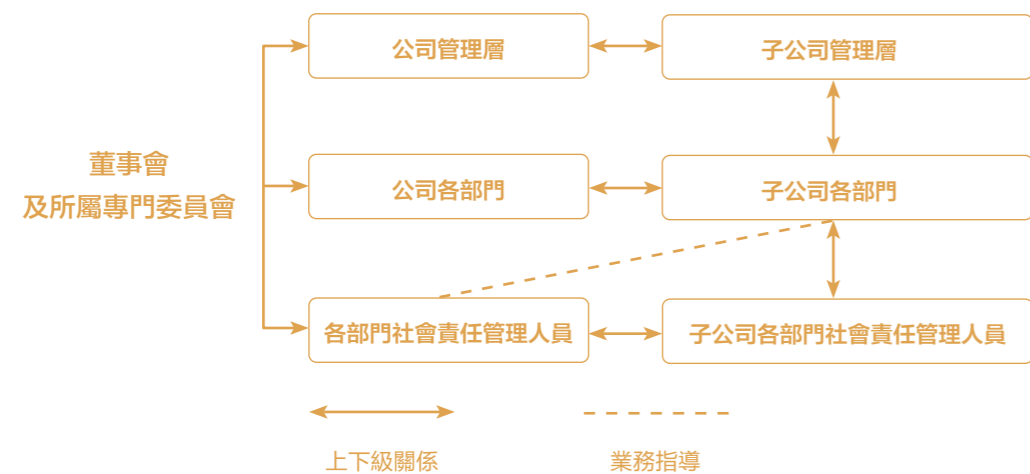 公司管理層
子公司管理層
董事會
及所屬專門委員會
公司各部門
子公司各部門
各部門社會責任管理人員
子公司各部門社會責任管理人員
上下級關係
業務指導